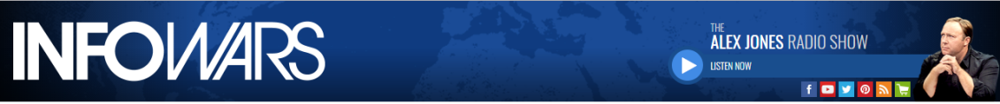 INFOWARS
THE
ALEX JONES RADIO SHOW
LISTEN NOW